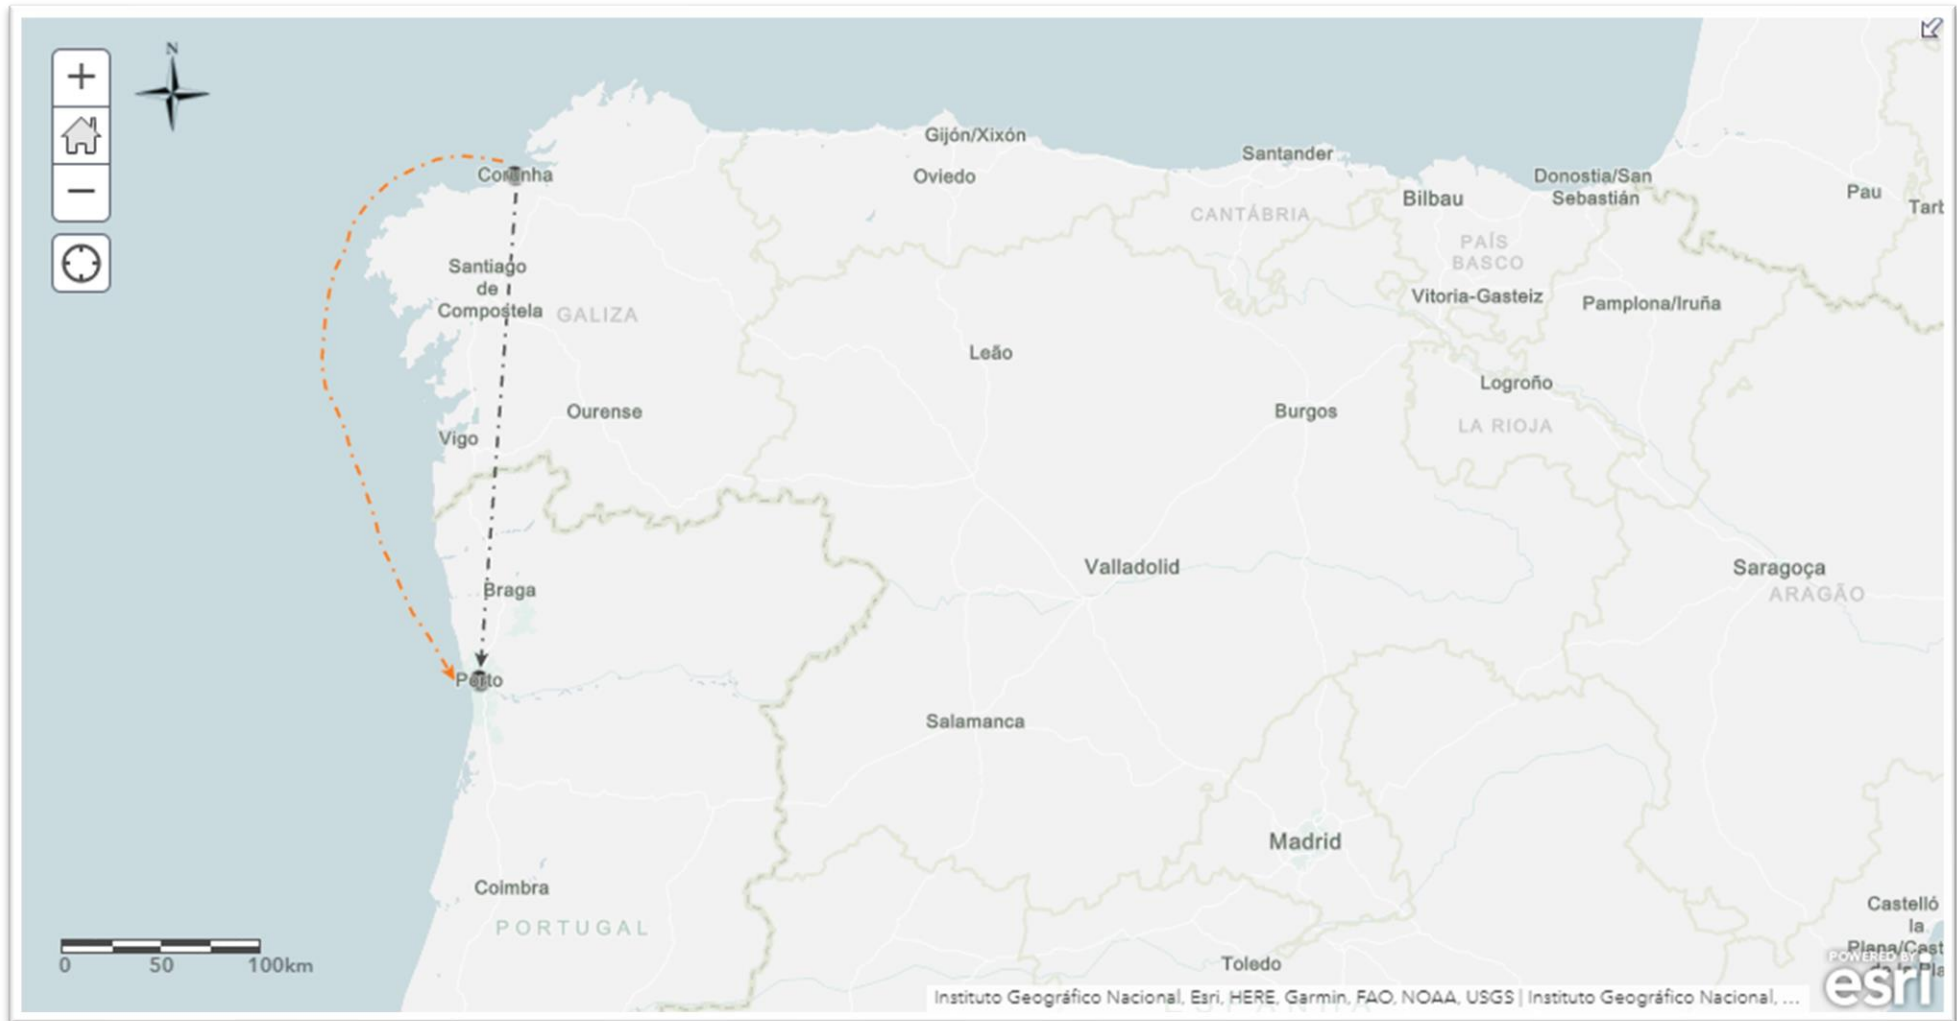 N
Gijón/Xixón
Santander
Corunha
Oviedo
Donostia/San
Sebastián
Bilbau
Pau
CANTÁBRIA
PAÍS
BASCO
Santiago
de
Compostela
GALIZA
Vitoria-Gasteiz
Pamplona/Iruña
Leão
Logroño
Ourense
Burgos
LA RIOJA
Vigo
Valladolid
Saragoça
ARAGÃO
Braga
Porto
Salamanca
Madrid
Coimbra
PORTUGAL
Castelló
la
Plana/Cast
Toledo
0 50 100km
POWERED BY
esri
Instituto Geográfico Nacional, Esri, HERE, Garmin, FAO, NOAA, USGS | Instituto Geográfico Nacional, ...